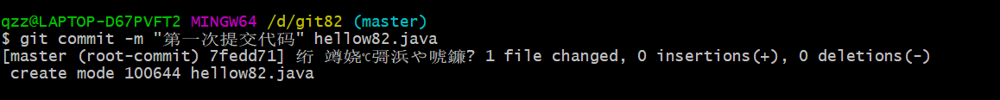 qzz@LAPTOP-D67PVFT2 MINGW64 /d/git82 (master)
$ git commit -m "第一次提交代码" hellow82.java
[master (root-commit) 7fedd71] 绗 竴娆℃彁浜や唬鐮? 1 file changed, 0 insertions(+), 0 deletions(-)
create mode 100644 hellow82.java